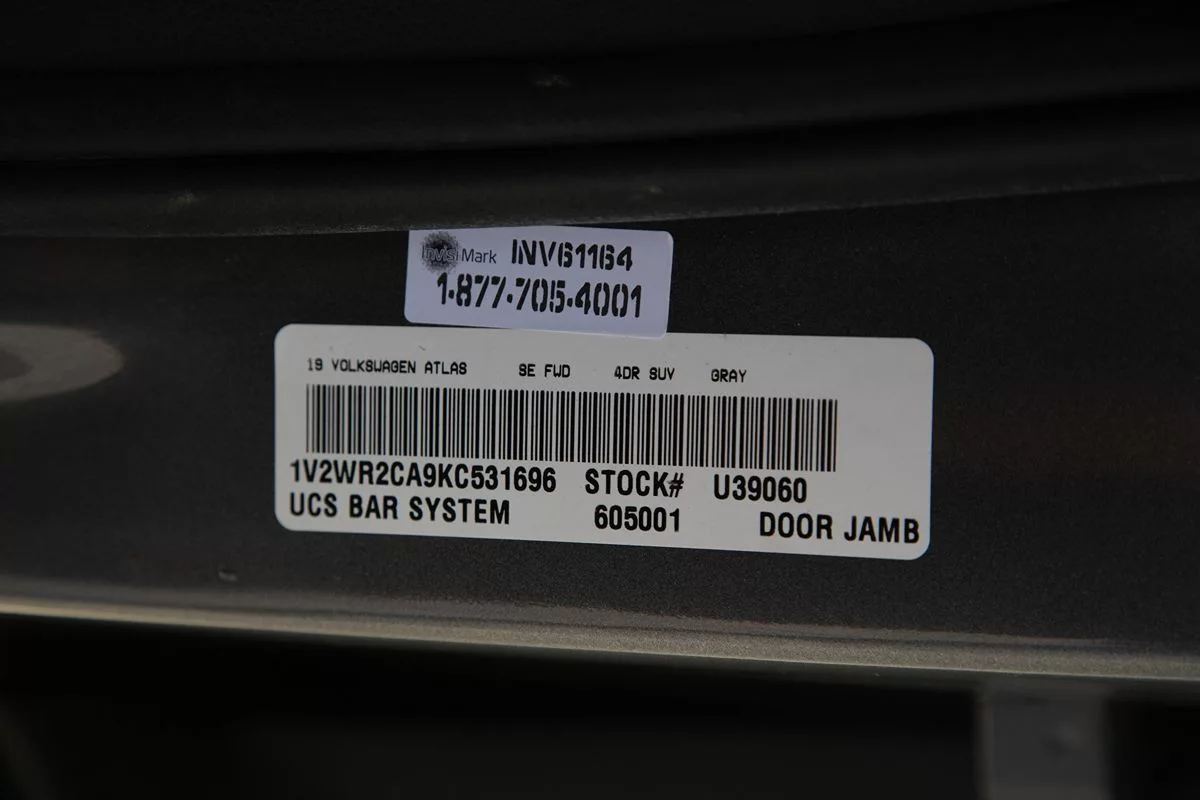 InVisiMark INV61164
1-877-705-4001
19 VOLKSWAGEN ATLAS SE FWD 4DR SUV GRAY
1V2WR2CA9KC531696 STOCK# U39060
UCS BAR SYSTEM 605001 DOOR JAMB